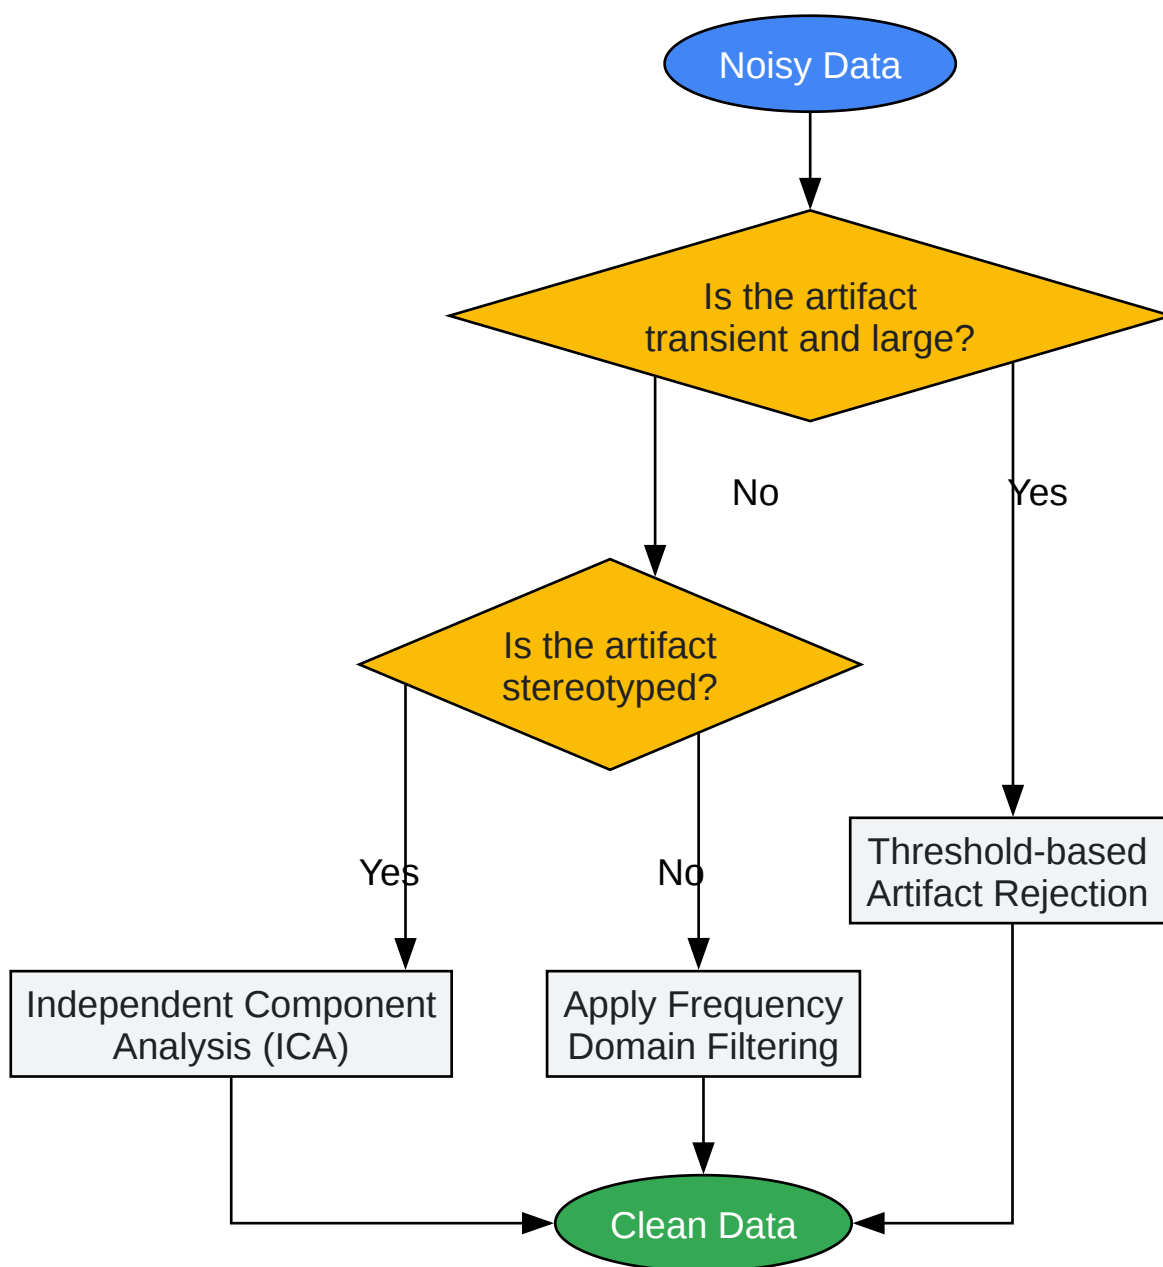 Noisy Data
Is the artifact
transient and large?
No
Yes
Is the artifact
stereotyped?
Yes
No
Threshold-based
Artifact Rejection
Independent Component
Analysis (ICA)
Apply Frequency
Domain Filtering
Clean Data